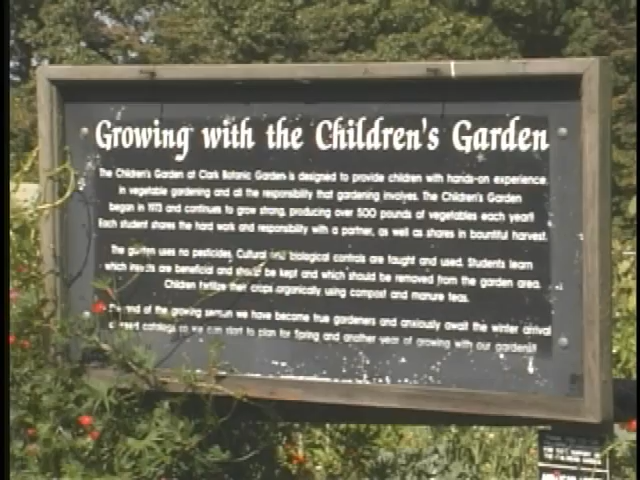 Growing with the Children's Garden
The Children's Garden at Clark Botanic Garden is designed to provide children with hands-on experience
in vegetable gardening and all the responsibility that gardening involves. The Children's Garden
began in 1973 and continues to grow strong, producing over 500 pounds of vegetables each year!
Each student shares the hard work and responsibility with a partner, as well as shares in bountiful harvest.
The garden uses no pesticides. Cultural and biological controls are taught and used. Students learn
which insects are beneficial and should be kept and which should be removed from the garden area.
Children fertilize their crops organically using compost and manure teas.
end of the growing season we have become true gardeners and anxiously await the winter arrival
of seed catalogs so we can start to plan for Spring and another year of growing with our gardens!